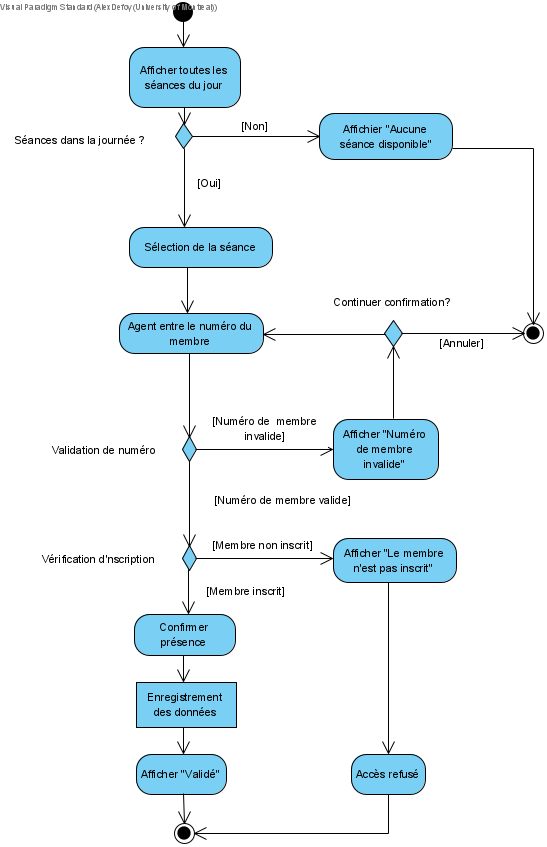 Visual Paradigm Standard(Alex Defoy(University of Montreal))
Afficher toutes les
séances du jour
Séances dans la journée ?
[Non]
Affichier "Aucune
séance disponible"
[Oui]
Sélection de la séance
Continuer confirmation?
Agent entre le numéro du
membre
[Annuler]
[Numéro de membre
invalide]
Afficher "Numéro
de membre
invalide"
Validation de numéro
[Numéro de membre valide]
[Membre non inscrit]
Afficher "Le membre
n'est pas inscrit"
Vérification d'nscription
[Membre inscrit]
Confirmer
présence
Enregistrement
des données
Afficher "Validé"
Accès refusé